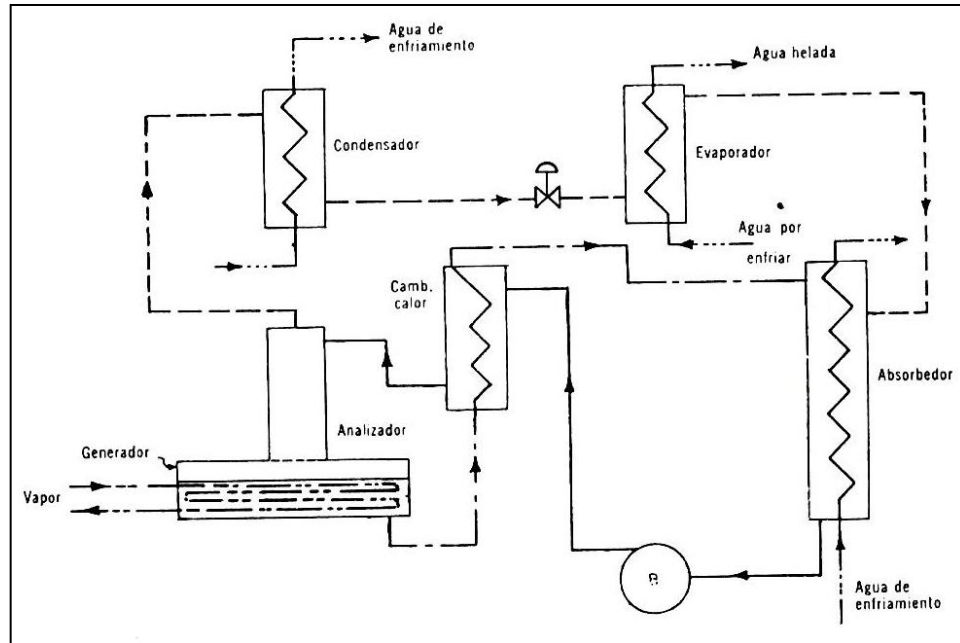 Agua de
enfriamiento
Agua helada
Condensador
Evaporador
Agua por
enfriar
Camb.
calor
Absorbedor
Analizador
Generador
Vapor
B
Agua de
enfriamiento